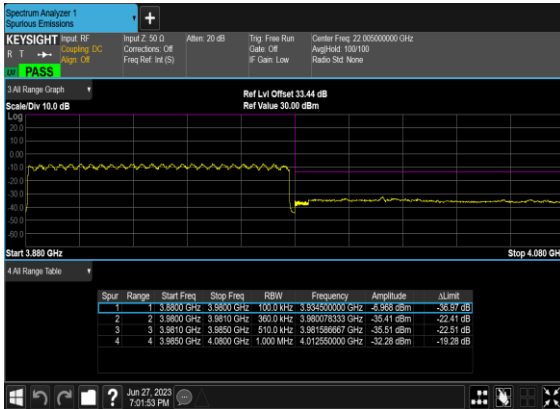 Spectrum Analyzer 1
Spurious Emissions
+
KEYSIGHT Input: RF Input Z: 50 Ω Atten: 20 dB Trig: Free Run Center Freq: 22.005000000 GHz
R T Coupling: DC Corrections: Off Gate: Off Avg|Hold: 100/100
Align: Off Freq Ref: Int (S) IF Gain: Low Radio Std: None
PASS
3 All Range Graph
Ref Lvl Offset 33.44 dB
Scale/Div 10.0 dB Ref Value 30.00 dBm
Log
20.0
10.0
0.00
-10.0
-20.0
-30.0
-40.0
-50.0
-60.0
Start 3.880 GHz Stop 4.080 GH
4 All Range Table
Spur Range Start Freq Stop Freq RBW Frequency Amplitude ΔLimit
1 1 3.8800 GHz 3.9800 GHz 100.0 kHz 3.934500000 GHz -6.968 dBm -36.97 dB
2 2 3.9800 GHz 3.9810 GHz 360.0 kHz 3.980078333 GHz -35.41 dBm -22.41 dB
3 3 3.9810 GHz 3.9850 GHz 510.0 kHz 3.981586667 GHz -35.51 dBm -22.51 dB
4 4 3.9850 GHz 4.0800 GHz 1.000 MHz 4.012550000 GHz -32.28 dBm -19.28 dB
? Jun 27, 2023
7:01:53 PM